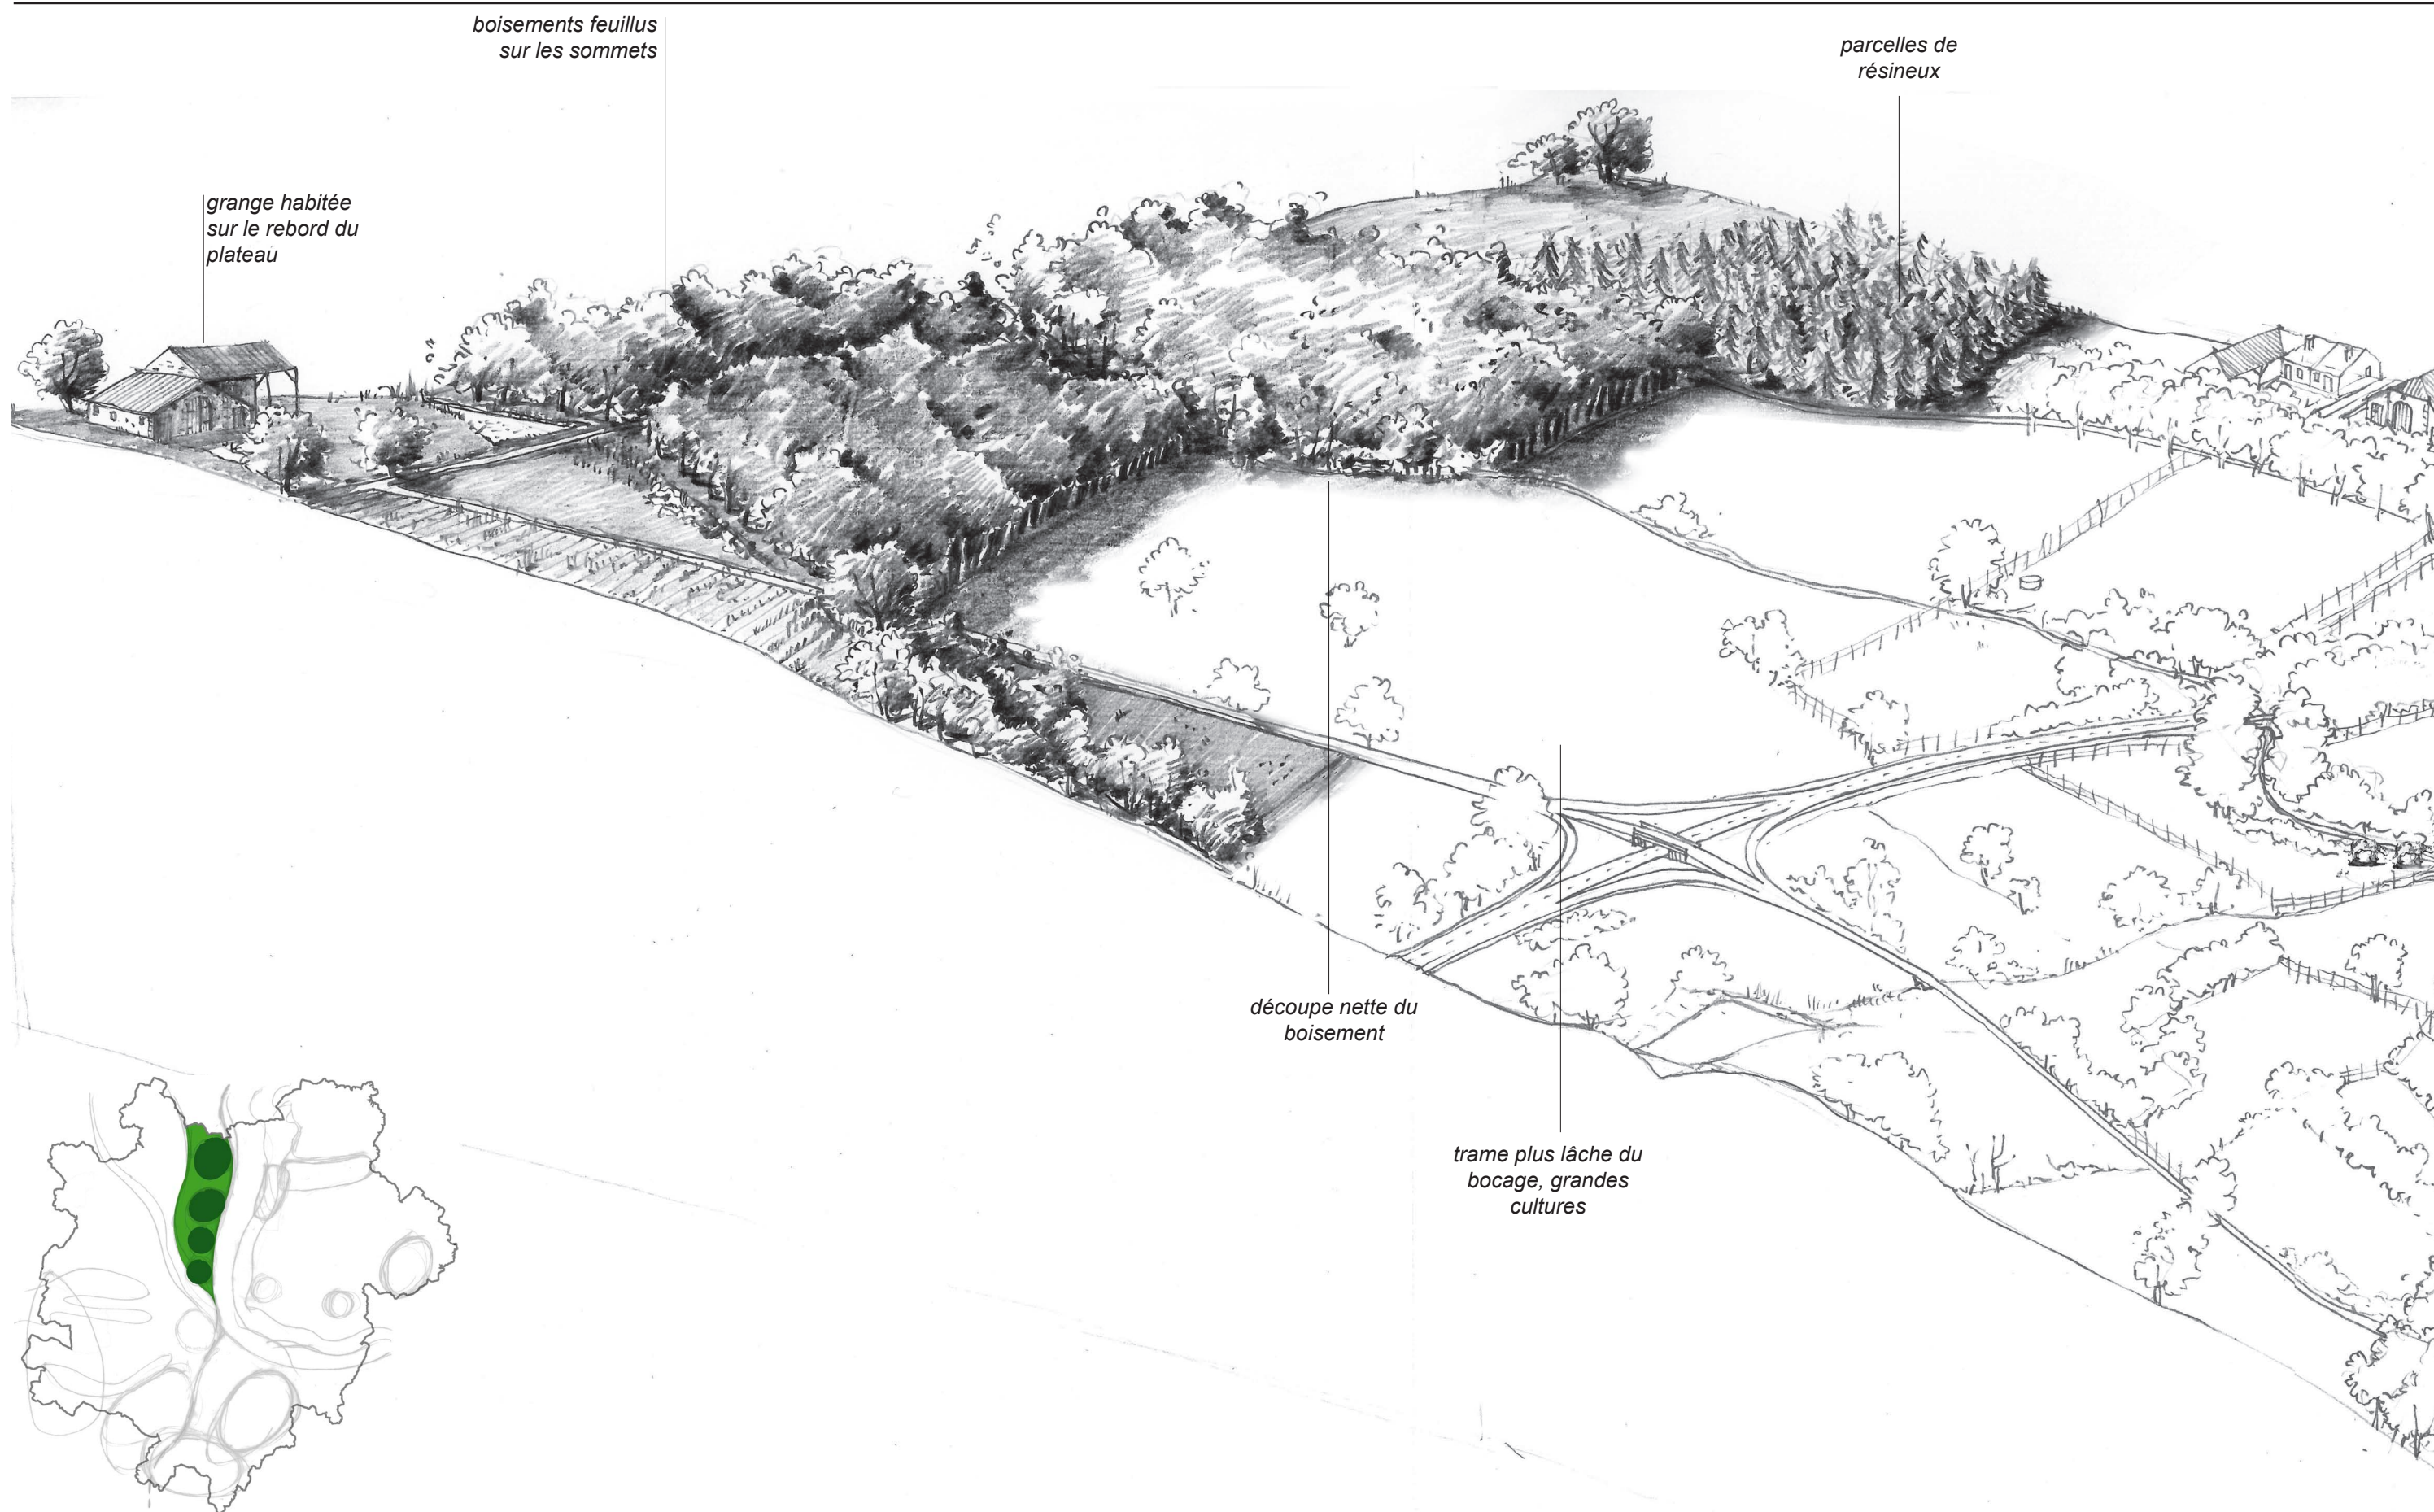 boisements feuillus
sur les sommets
parcelles de
résineux
grange habitée
sur le rebord du
plateau
découpe nette du
boisement
trame plus lâche du
bocage, grandes
cultures